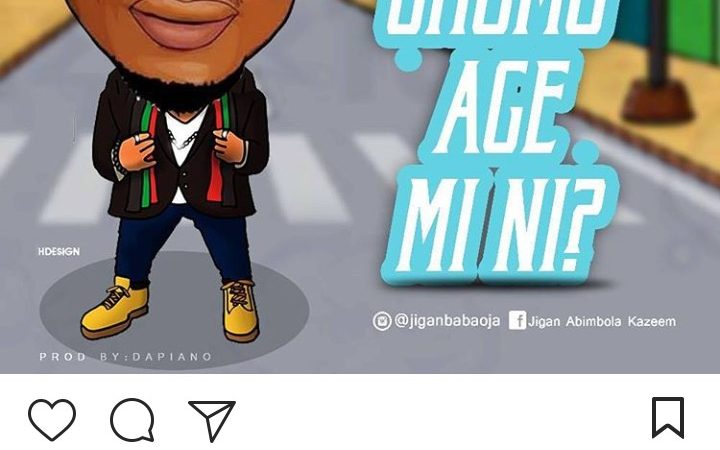 AGE
MI NI?
HDESIGN
@jiganbabaoja f Jigan Abimbola Kazeem
PROD BY:DAPIANO